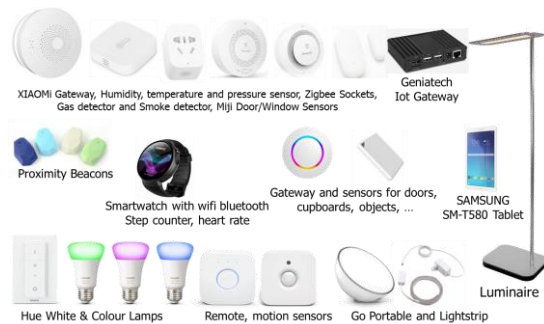 XIAOMi Gateway, Humidity, temperature and pressure sensor, Zigbee Sockets,
Gas detector and Smoke detector, Miji Door/Window Sensors
Geniatech
Iot Gateway
Proximity Beacons
Smartwatch with wifi bluetooth
Step counter, heart rate
Gateway and sensors for doors,
cupboards, objects, ...
SAMSUNG
SM-T580 Tablet
Hue White & Colour Lamps
Remote, motion sensors
Go Portable and Lightstrip
Luminaire